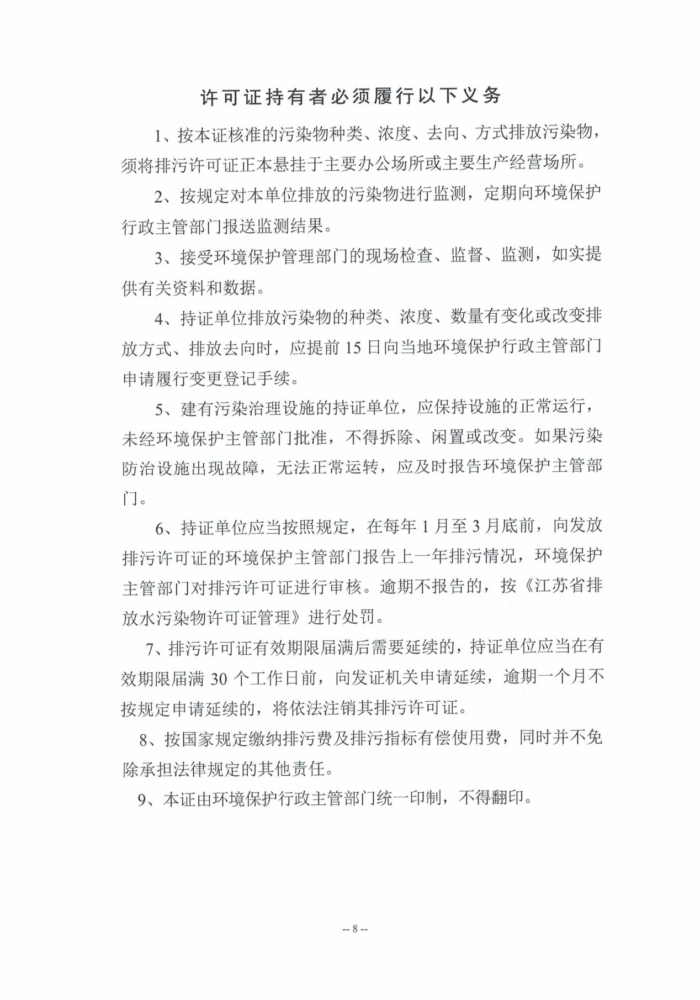 许可证持有者必须履行以下义务
1、按本证核准的污染物种类、浓度、去向、方式排放污染物，
须将排污许可证正本悬挂于主要办公场所或主要生产经营场所。
2、按规定对本单位排放的污染物进行监测，定期向环境保护
行政主管部门报送监测结果。
3、接受环境保护管理部门的现场检查、监督、监测，如实提
供有关资料和数据。
4、持证单位排放污染物的种类、浓度、数量有变化或改变排
放方式、排放去向时，应提前 15 日向当地环境保护行政主管部门
申请履行变更登记手续。
5、建有污染治理设施的持证单位，应保持设施的正常运行，
未经环境保护主管部门批准，不得拆除、闲置或改变。如果污染
防治设施出现故障，无法正常运转，应及时报告环境保护主管部
门。
6、持证单位应当按照规定，在每年 1 月至 3 月底前，向发放
排污许可证的环境保护主管部门报告上一年排污情况，环境保护
主管部门对排污许可证进行审核。逾期不报告的，按《江苏省排
放水污染物许可证管理》进行处罚。
7、排污许可证有效期限届满后需要延续的，持证单位应当在有
效期限届满 30 个工作日前，向发证机关申请延续，逾期一个月不
按规定申请延续的，将依法注销其排污许可证。
8、按国家规定缴纳排污费及排污指标有偿使用费，同时并不免
除承担法律规定的其他责任。
9、本证由环境保护行政主管部门统一印制，不得翻印。
-- 8 --